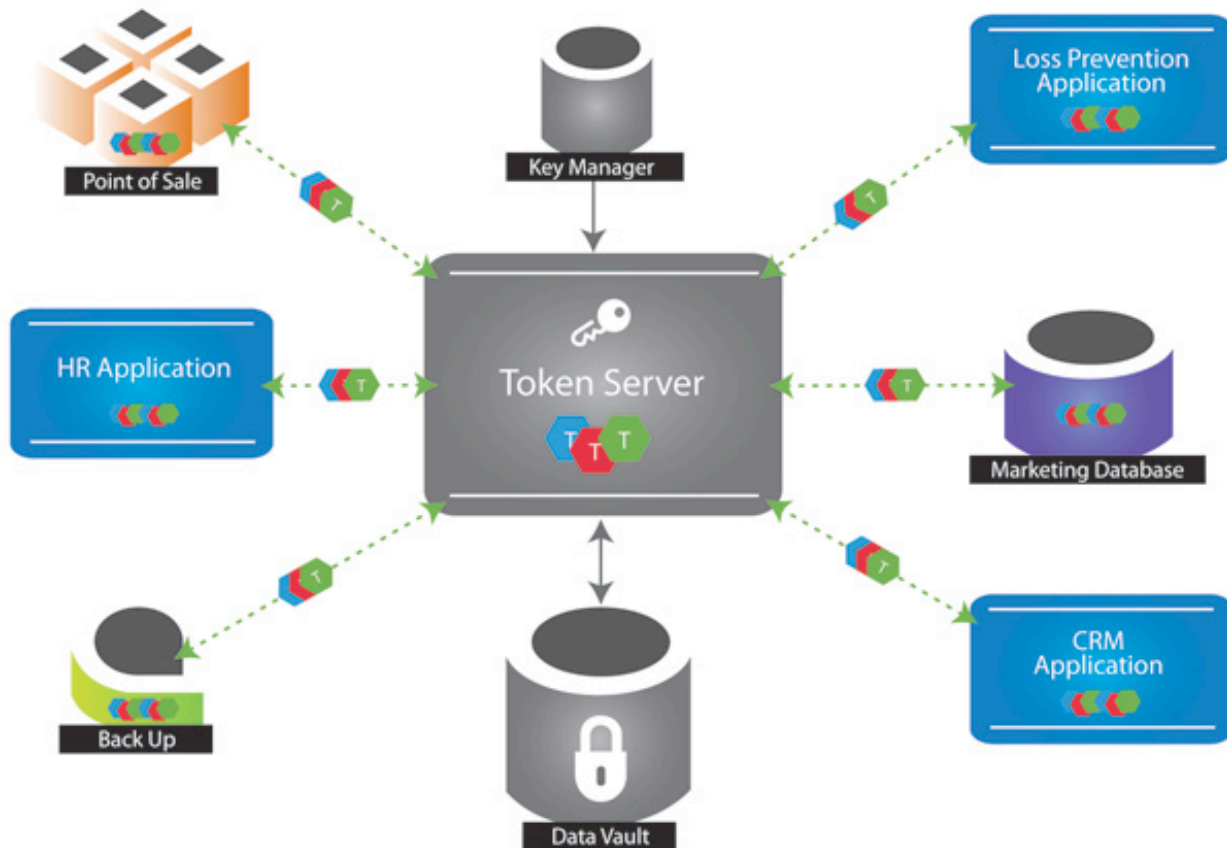 Point of Sale
Key Manager
Loss Prevention
Application
T
T
HR Application
T
Token Server
T
T T T
Marketing Database
T
T
Back Up
CRM
Application
Data Vault